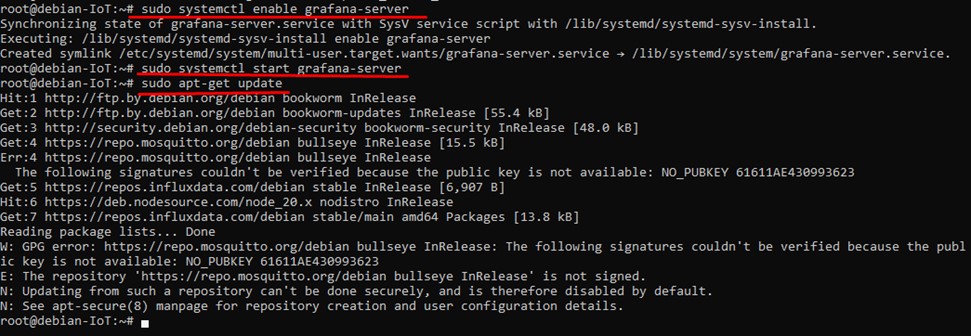 root@debian-IoT:~# sudo systemctl enable grafana-server
Synchronizing state of grafana-server.service with SysV service script with /lib/systemd/systemd-sysv-install.
Executing: /lib/systemd/systemd-sysv-install enable grafana-server
Created symlink /etc/systemd/system/multi-user.target.wants/grafana-server.service → /lib/systemd/system/grafana-server.service.
root@debian-IoT:~# sudo systemctl start grafana-server
root@debian-IoT:~# sudo apt-get update
Hit:1 http://ftp.by.debian.org/debian bookworm InRelease
Get:2 http://ftp.by.debian.org/debian bookworm-updates InRelease [55.4 kB]
Get:3 http://security.debian.org/debian-security bookworm-security InRelease [48.0 kB]
Get:4 https://repo.mosquitto.org/debian bullseye InRelease [15.5 kB]
Err:4 https://repo.mosquitto.org/debian bullseye InRelease
  The following signatures couldn't be verified because the public key is not available: NO_PUBKEY 61611AE430993623
Get:5 https://repos.influxdata.com/debian stable InRelease [6,907 B]
Hit:6 https://deb.nodesource.com/node_20.x nodistro InRelease
Get:7 https://repos.influxdata.com/debian stable/main amd64 Packages [13.8 kB]
Reading package lists... Done
W: GPG error: https://repo.mosquitto.org/debian bullseye InRelease: The following signatures couldn't be verified because the publ
ic key is not available: NO_PUBKEY 61611AE430993623
E: The repository 'https://repo.mosquitto.org/debian bullseye InRelease' is not signed.
N: Updating from such a repository can't be done securely, and is therefore disabled by default.
N: See apt-secure(8) manpage for repository creation and user configuration details.
root@debian-IoT:~#